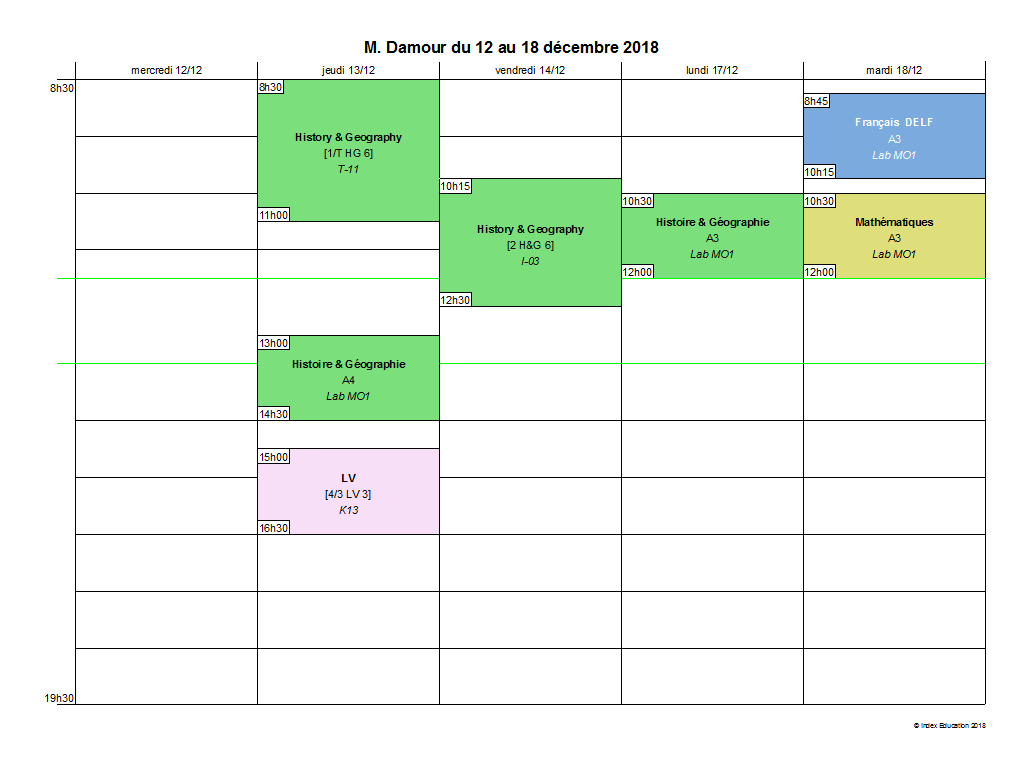 M. Damour du 12 au 18 décembre 2018
mercredi 12/12
jeudi 13/12
vendredi 14/12
lundi 17/12
mardi 18/12
8h30
8h30
History & Geography
[1/T HG 6]
T-11
11h00
13h00
Histoire & Géographie
A4
Lab MO1
14h30
15h00
LV
[4/3 LV 3]
K13
16h30
10h15
History & Geography
[2 H&G 6]
I-03
12h30
10h30
Histoire & Géographie
A3
Lab MO1
12h00
8h45
Français DELF
A3
Lab MO1
10h15
10h30
Mathématiques
A3
Lab MO1
12h00
19h30
© Index Education 2018